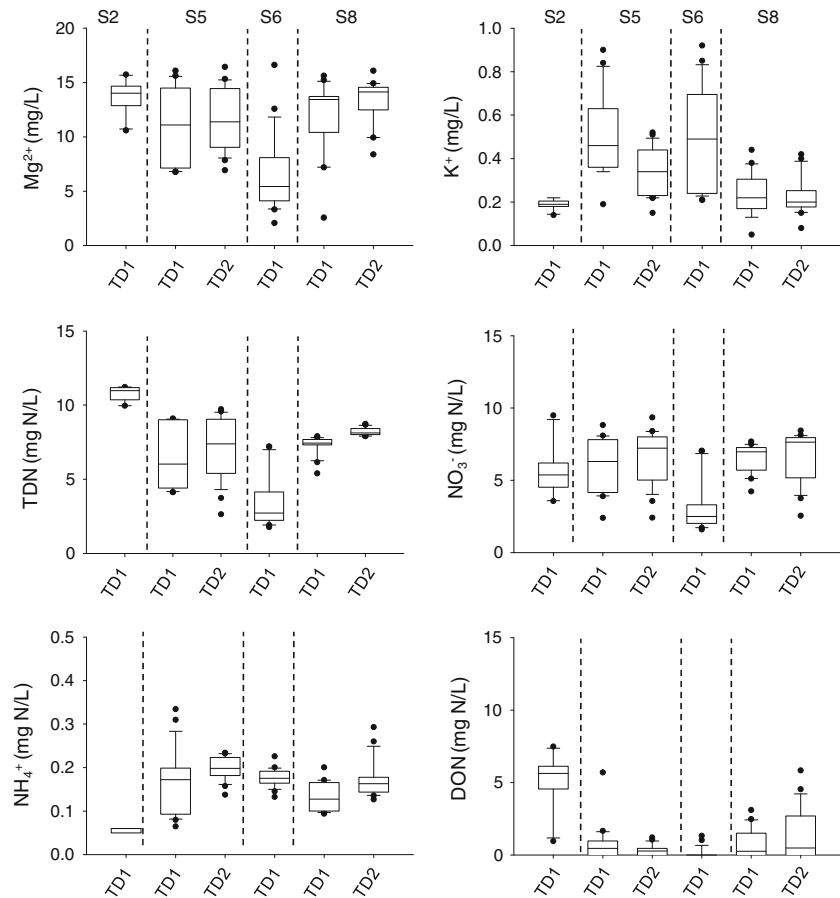 S2 S5 S6 S8
Mg²⁺ (mg/L)
20
15
10
5
0
TD1 TD1 TD2 TD1 TD1 TD2
S2 S5 S6 S8
K⁺ (mg/L)
1.0
0.8
0.6
0.4
0.2
0.0
TD1 TD1 TD2 TD1 TD1 TD2
TDN (mg N/L)
15
10
5
0
TD1 TD1 TD2 TD1 TD1 TD2
NO₃⁻ (mg N/L)
15
10
5
0
TD1 TD1 TD2 TD1 TD1 TD2
NH₄⁺ (mg N/L)
0.5
0.4
0.3
0.2
0.1
0.0
TD1 TD1 TD2 TD1 TD1 TD2
DON (mg N/L)
15
10
5
0
TD1 TD1 TD2 TD1 TD1 TD2